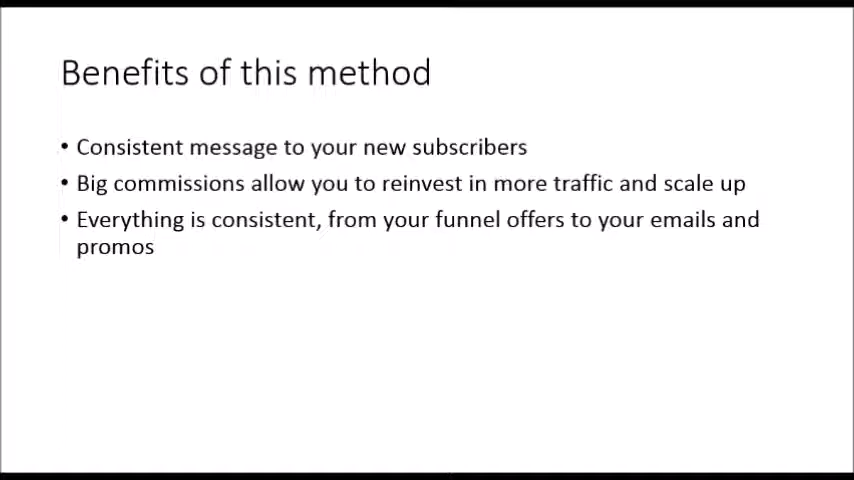 Benefits of this method
• Consistent message to your new subscribers
• Big commissions allow you to reinvest in more traffic and scale up
• Everything is consistent, from your funnel offers to your emails and
promos